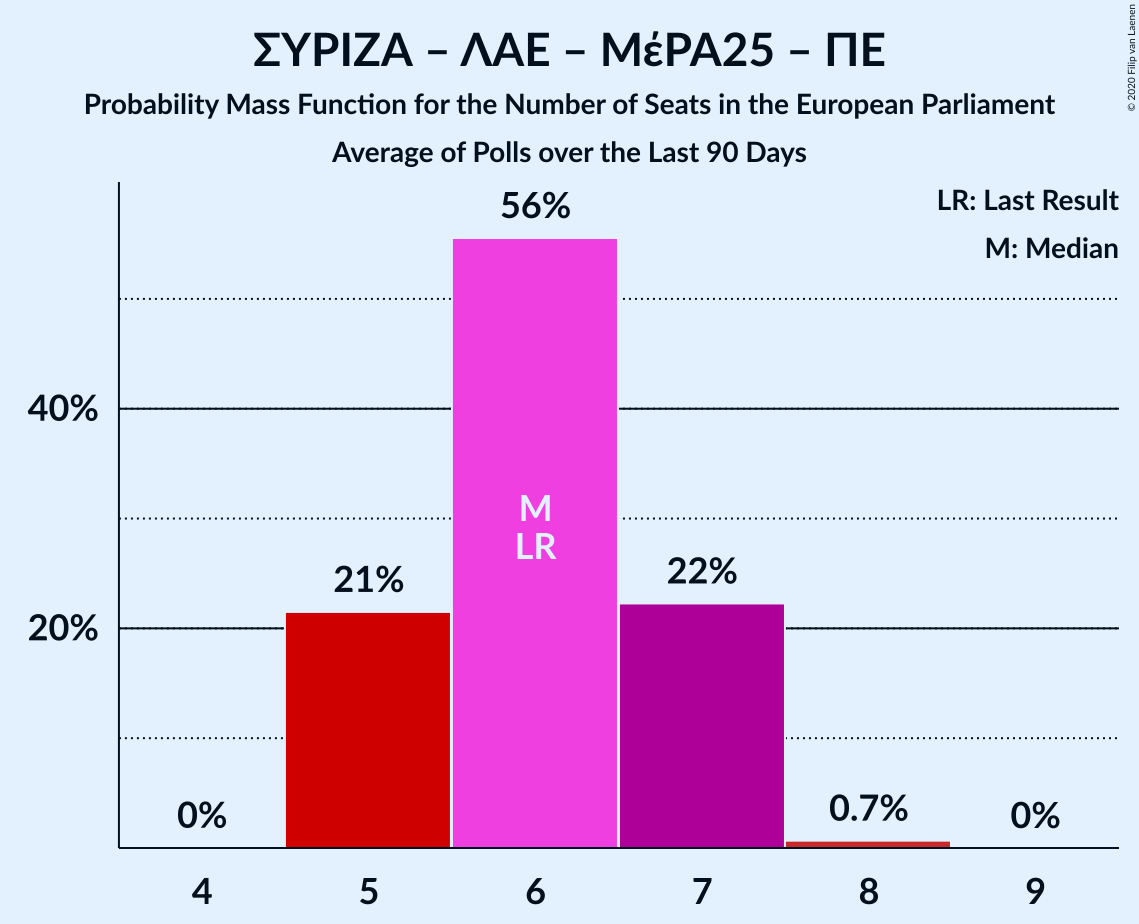 ΣΥΡΙΖΑ – ΛΑΕ – ΜέΡΑ25 – ΠΕ
Probability Mass Function for the Number of Seats in the European Parliament
Average of Polls over the Last 90 Days
© 2020 Filip van Laenen
LR: Last Result
M: Median
56%
40%
M
LR
21%
22%
20%
0%
0.7%
0%
4 5 6 7 8 9